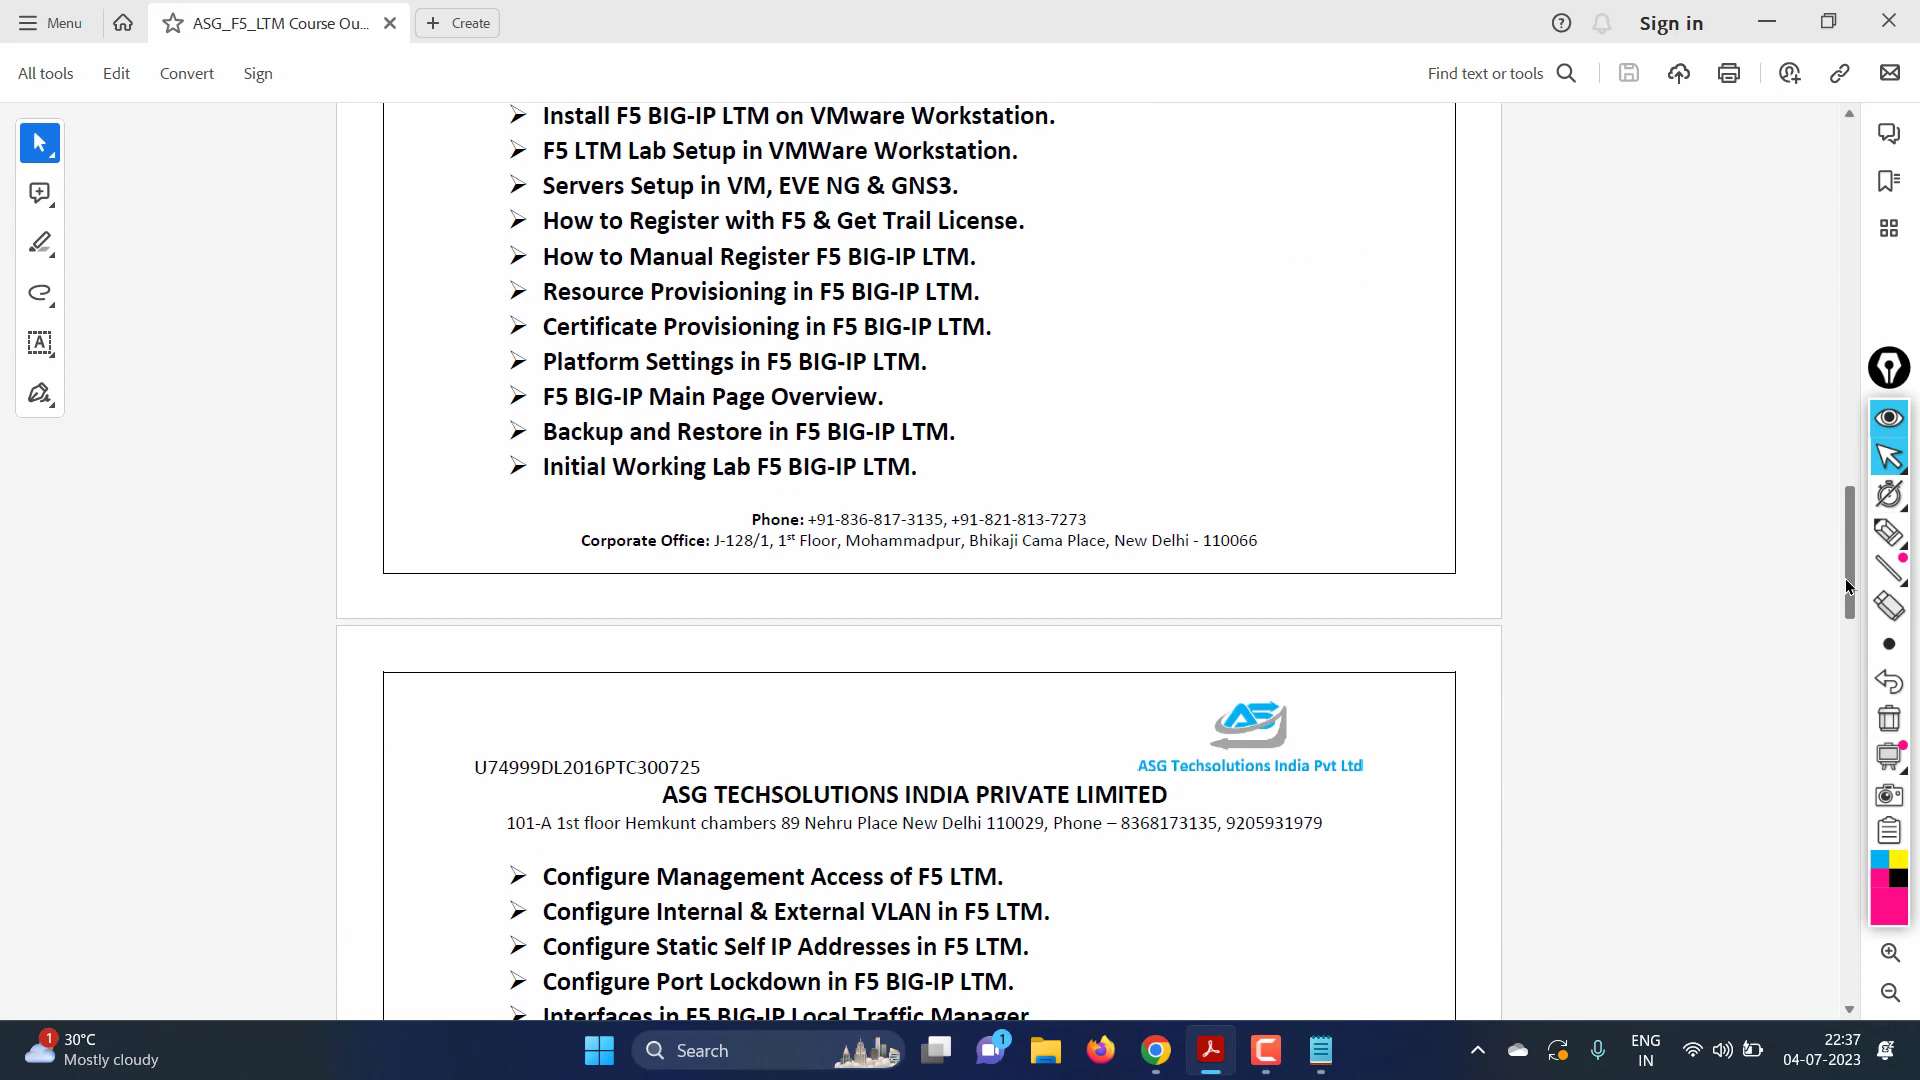 Menu
ASG_F5_LTM Course Ou...
Create
Sign in
All tools
Edit
Convert
Sign
Find text or tools
Install F5 BIG-IP LTM on VMware Workstation.
F5 LTM Lab Setup in VMWare Workstation.
Servers Setup in VM, EVE NG & GNS3.
How to Register with F5 & Get Trail License.
How to Manual Register F5 BIG-IP LTM.
Resource Provisioning in F5 BIG-IP LTM.
Certificate Provisioning in F5 BIG-IP LTM.
Platform Settings in F5 BIG-IP LTM.
F5 BIG-IP Main Page Overview.
Backup and Restore in F5 BIG-IP LTM.
Initial Working Lab F5 BIG-IP LTM.
Phone: +91-836-817-3135, +91-821-813-7273
Corporate Office: J-128/1, 1st Floor, Mohammadpur, Bhikaji Cama Place, New Delhi - 110066
U74999DL2016PTC300725
ASG Techsolutions India Pvt Ltd
ASG TECHSOLUTIONS INDIA PRIVATE LIMITED
101-A 1st floor Hemkunt chambers 89 Nehru Place New Delhi 110029, Phone – 8368173135, 9205931979
Configure Management Access of F5 LTM.
Configure Internal & External VLAN in F5 LTM.
Configure Static Self IP Addresses in F5 LTM.
Configure Port Lockdown in F5 BIG-IP LTM.
Interfaces in F5 BIG-IP Local Traffic Manager
1
30°C
Mostly cloudy
Search
1
ENG
IN
22:37
04-07-2023